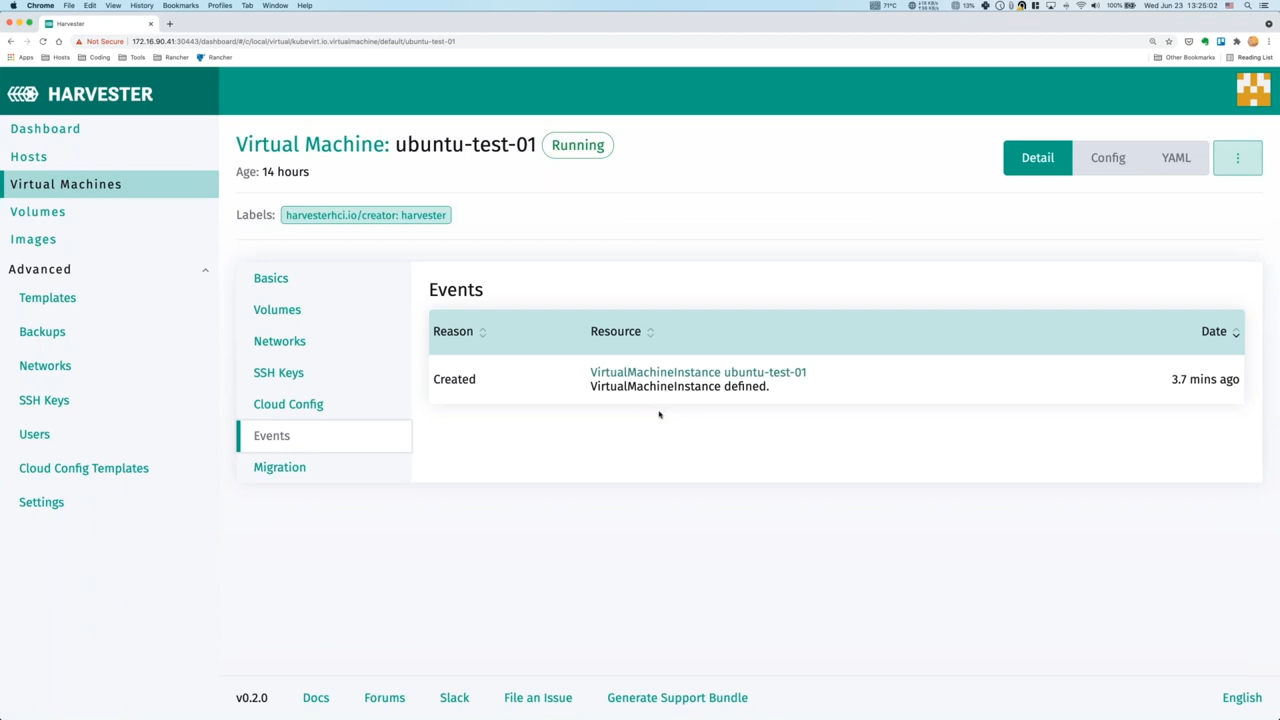 Chrome File Edit View History Bookmarks Profiles Tab Window Help 71°C 13% 100% Wed Jun 23 13:25:02
Harvester
Not Secure 172.16.90.41:30443/dashboard/#/c/local/virtual/kubevirt.io.virtualmachine/default/ubuntu-test-01
Apps Hosts Coding Tools Rancher Rancher Other Bookmarks Reading List
HARVESTER
Dashboard
Hosts
Virtual Machines
Volumes
Images
Advanced
Templates
Backups
Networks
SSH Keys
Users
Cloud Config Templates
Settings
Virtual Machine: ubuntu-test-01 Running
Age: 14 hours
Detail Config YAML
Labels: harvesterhci.io/creator: harvester
Basics
Volumes
Networks
SSH Keys
Cloud Config
Events
Migration
Events
Reason Resource Date
Created VirtualMachineInstance ubuntu-test-01 3.7 mins ago
VirtualMachineInstance defined.
v0.2.0 Docs Forums Slack File an Issue Generate Support Bundle English